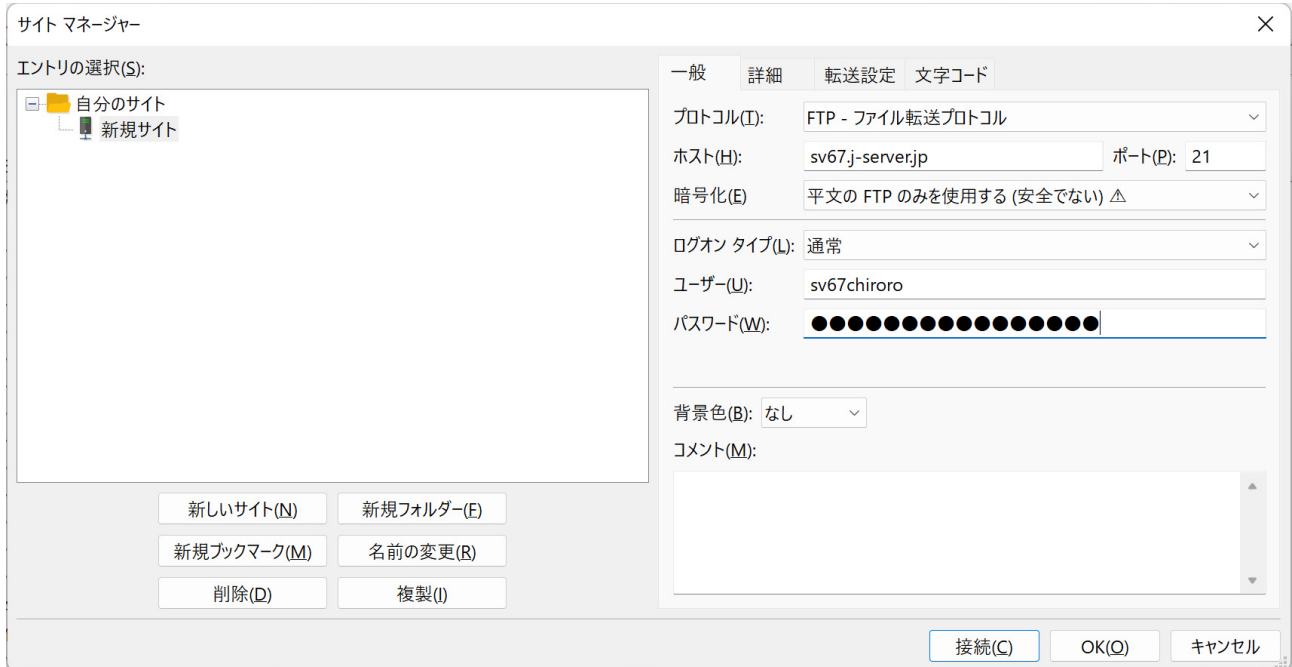 サイト マネージャー
エントリの選択(S):
自分のサイト
新規サイト
新しいサイト(N) 新規フォルダー(F)
新規ブックマーク(M) 名前の変更(R)
削除(D) 複製(I)
一般 詳細 転送設定 文字コード
プロトコル(T): FTP - ファイル転送プロトコル
ホスト(H): sv67.j-server.jp ポート(P): 21
暗号化(E) 平文の FTP のみを使用する (安全でない) ⚠
ログオン タイプ(L): 通常
ユーザー(U): sv67chiroro
パスワード(W): ●●●●●●●●●●●●●●●●
背景色(B): なし
コメント(M):
接続(C) OK(O) キャンセル